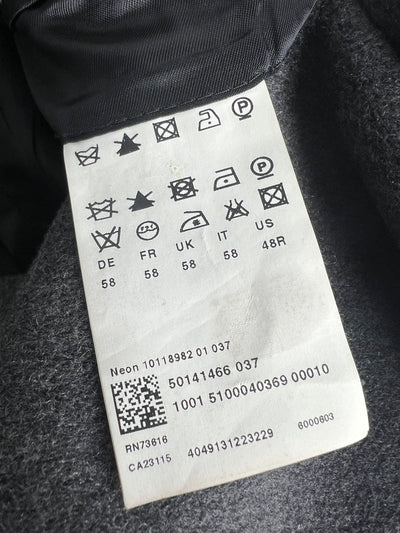 P
P
DE FR UK IT US
58 58 58 58 48R
Neon 10118982 01 037
50141466 037
1001 5100040369 00010
RN73616
CA23115 4049131223229 6000603